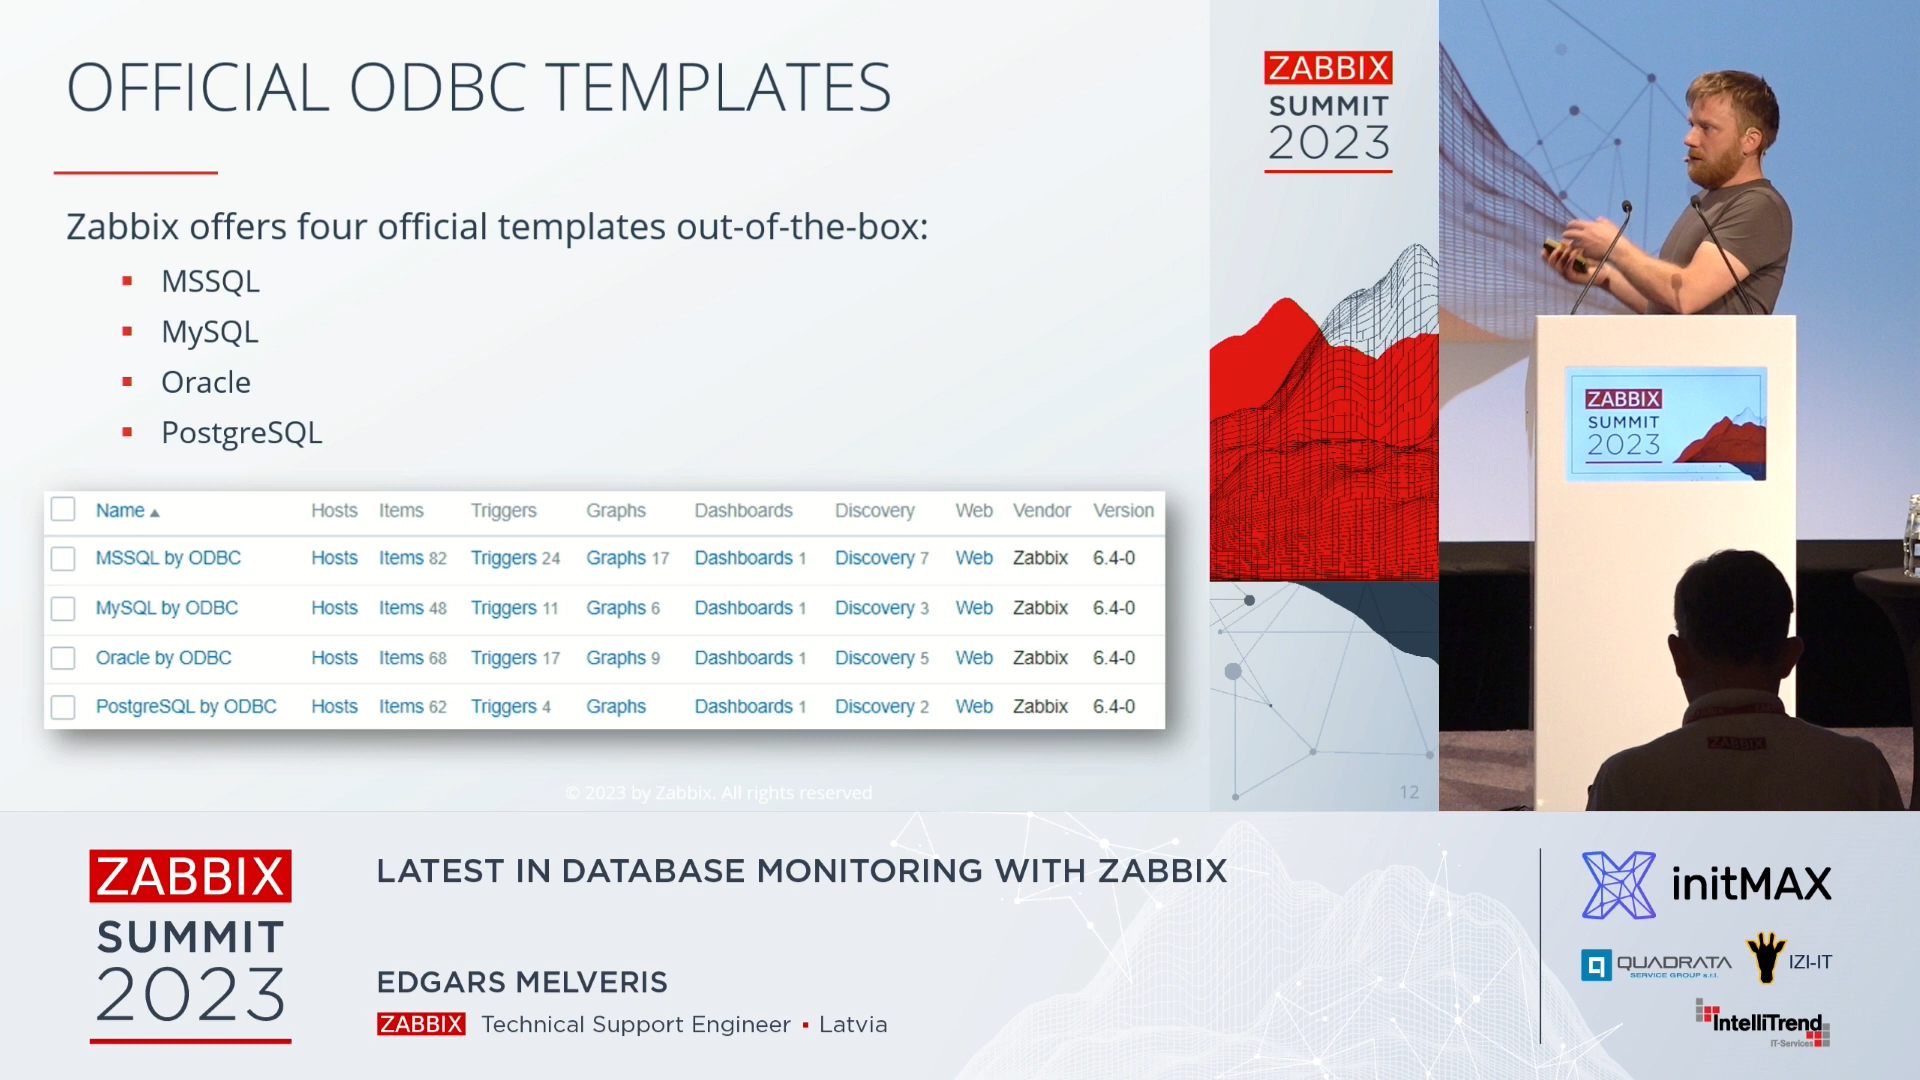 OFFICIAL ODBC TEMPLATES
Zabbix offers four official templates out-of-the-box:
▪ MSSQL
▪ MySQL
▪ Oracle
▪ PostgreSQL
Name ▲ Hosts Items Triggers Graphs Dashboards Discovery Web Vendor Version
MSSQL by ODBC Hosts Items 82 Triggers 24 Graphs 17 Dashboards 1 Discovery 7 Web Zabbix 6.4-0
MySQL by ODBC Hosts Items 48 Triggers 11 Graphs 6 Dashboards 1 Discovery 3 Web Zabbix 6.4-0
Oracle by ODBC Hosts Items 68 Triggers 17 Graphs 9 Dashboards 1 Discovery 5 Web Zabbix 6.4-0
PostgreSQL by ODBC Hosts Items 62 Triggers 4 Graphs Dashboards 1 Discovery 2 Web Zabbix 6.4-0
© 2023 by Zabbix. All rights reserved
12
ZABBIX
SUMMIT
2023
ZABBIX
SUMMIT
2023
ZABBIX
ZABBIX
SUMMIT
2023
LATEST IN DATABASE MONITORING WITH ZABBIX
EDGARS MELVERIS
ZABBIX Technical Support Engineer ▪ Latvia
initMAX
QUADRATA
SERVICE GROUP s.r.l.
IZI-IT
IntelliTrend
IT-Services